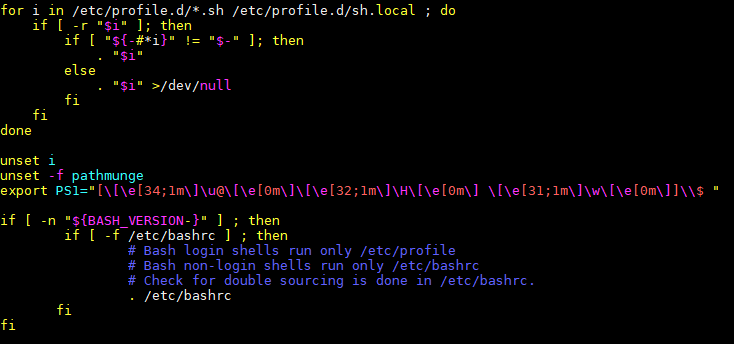 for i in /etc/profile.d/*.sh /etc/profile.d/sh.local ; do
    if [ -r "$i" ]; then
        if [ "${-#*i}" != "$-" ]; then
            . "$i"
        else
            . "$i" >/dev/null
        fi
    fi
done

unset i
unset -f pathmunge
export PS1="[\[\e[34;1m\]\u@\[\e[0m\]\[\e[32;1m\]\H\[\e[0m\] \[\e[31;1m\]\w\[\e[0m\]]\\$ "

if [ -n "${BASH_VERSION-}" ] ; then
        if [ -f /etc/bashrc ] ; then
                # Bash login shells run only /etc/profile
                # Bash non-login shells run only /etc/bashrc
                # Check for double sourcing is done in /etc/bashrc.
                . /etc/bashrc
       fi
fi